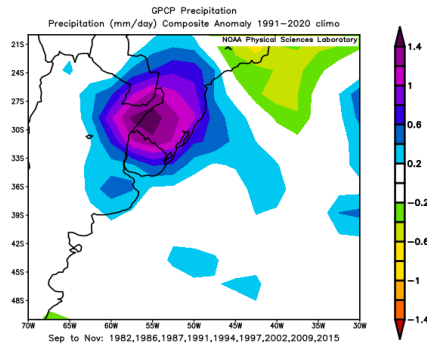 GPCP Precipitation
Precipitation (mm/day) Composite Anomaly 1991-2020 climo
NOAA Physical Sciences Laboratory
21S
24S
27S
30S
33S
36S
39S
42S
45S
48S
70W 65W 60W 55W 50W 45W 40W 35W 30W
1.4
1
0.6
0.2
-0.2
-0.6
-1
-1.4
Sep to Nov: 1982,1986,1987,1991,1994,1997,2002,2009,2015